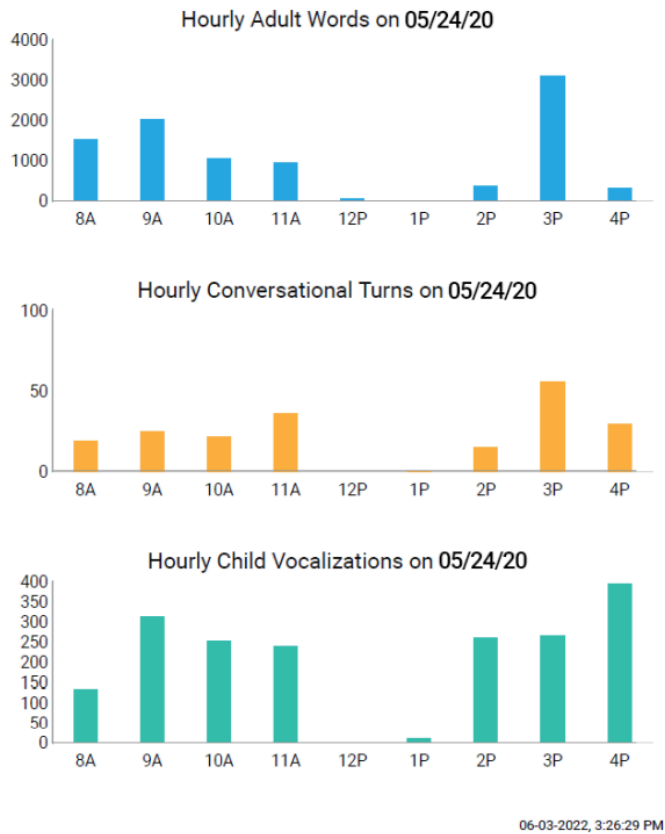 Hourly Adult Words on 05/24/20
4000
3000
2000
1000
0
8A 9A 10A 11A 12P 1P 2P 3P 4P
Hourly Conversational Turns on 05/24/20
100
50
0
8A 9A 10A 11A 12P 1P 2P 3P 4P
Hourly Child Vocalizations on 05/24/20
400
350
300
250
200
150
100
50
0
8A 9A 10A 11A 12P 1P 2P 3P 4P
06-03-2022, 3:26:29 PM